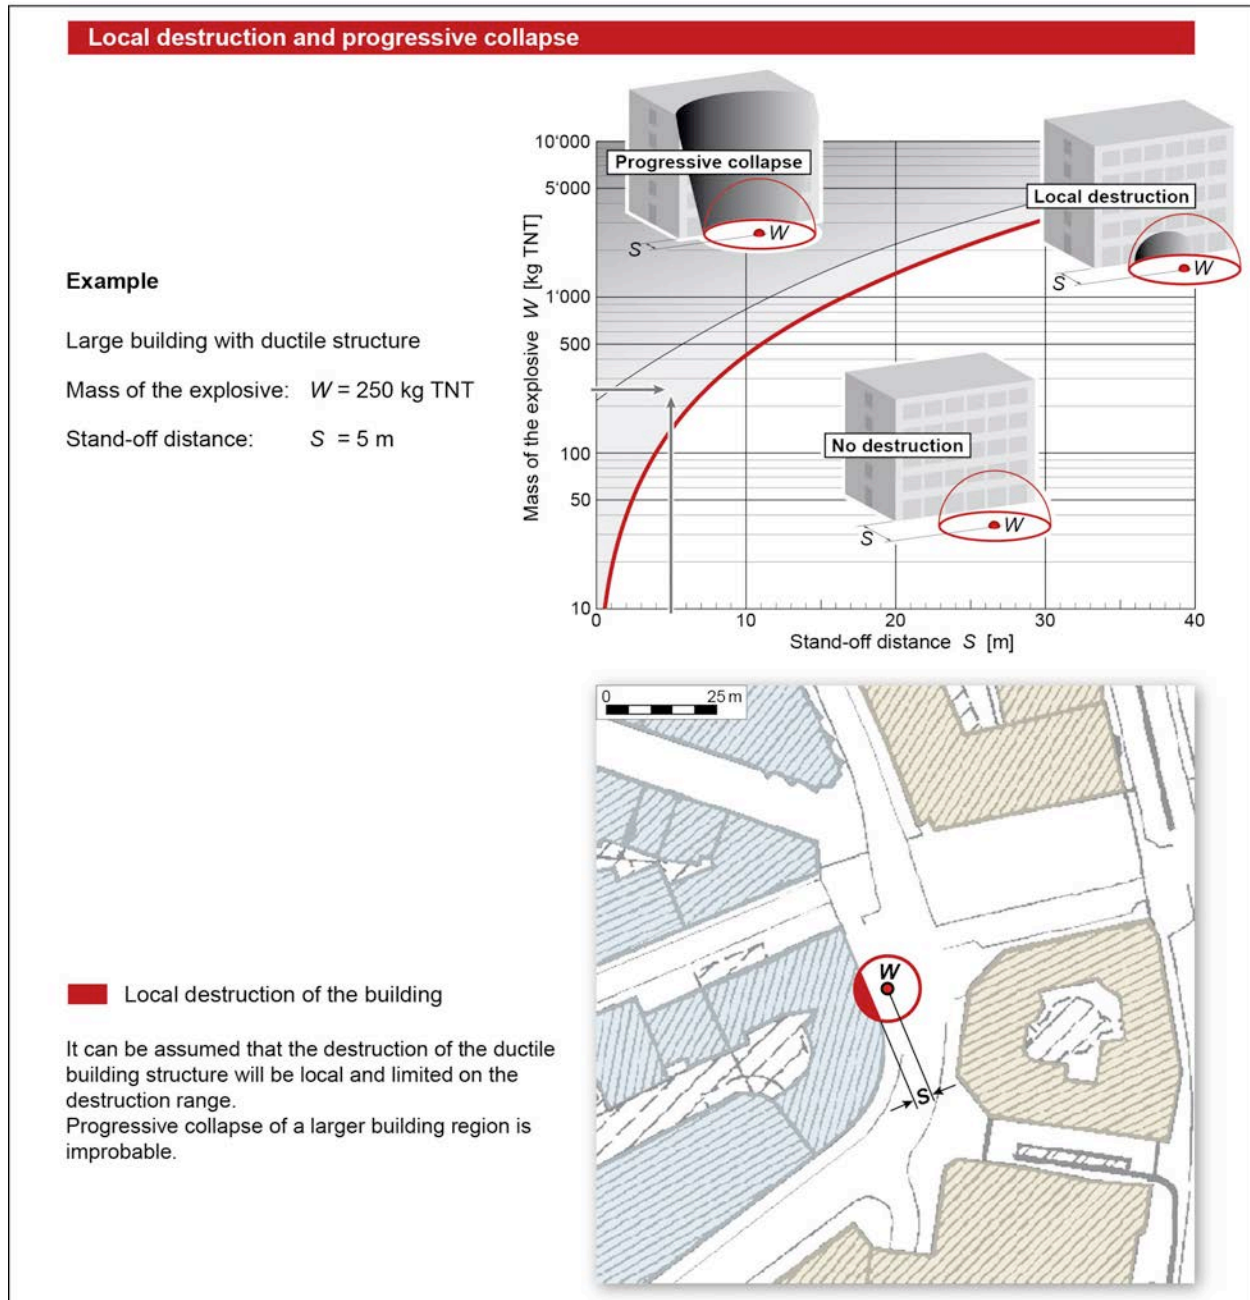 Local destruction and progressive collapse
Example
Large building with ductile structure
Mass of the explosive: W = 250 kg TNT
Stand-off distance: S = 5 m
Mass of the explosive W [kg TNT]
10'000
5'000
1'000
500
100
50
10
0
10
20
30
40
Stand-off distance S [m]
Progressive collapse
W
S
Local destruction
W
S
No destruction
W
S
0 25 m
W
S
Local destruction of the building
It can be assumed that the destruction of the ductile
building structure will be local and limited on the
destruction range.
Progressive collapse of a larger building region is
improbable.